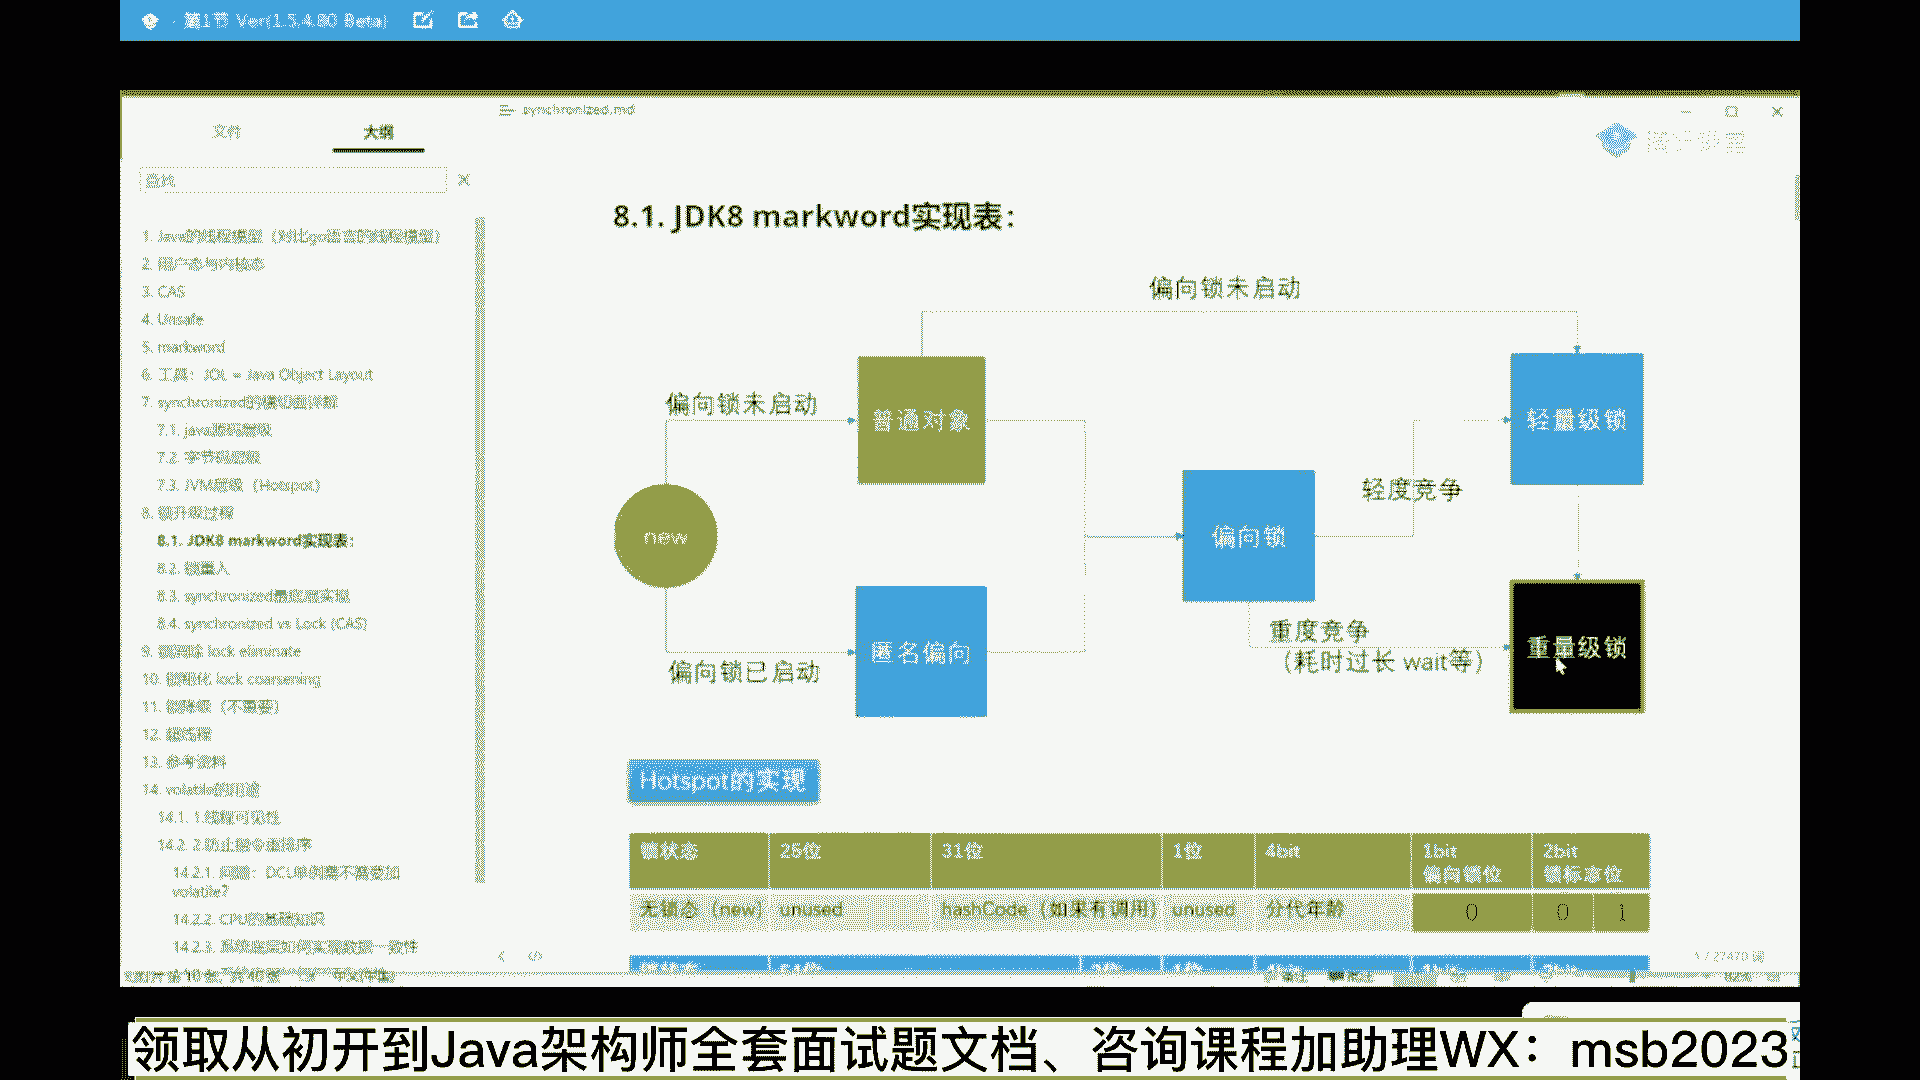 第1节 Ver(1.5.4.80 Beta)
synchronized.md
文件
大纲
查找
1. Java的线程模型（对比go语言的线程模型）
2. 用户态与内核态
3. CAS
4. Unsafe
5. markword
6. 工具：JOL = Java Object Layout
7. synchronized的横切面详解
7.1. java源码层级
7.2. 字节码层级
7.3. JVM层级（Hotspot）
8. 锁升级过程
8.1. JDK8 markword实现表：
8.2. 锁重入
8.3. synchronized最底层实现
8.4. synchronized vs Lock (CAS)
9. 锁消除 lock eliminate
10. 锁粗化 lock coarsening
11. 锁降级（不重要）
12. 超线程
13. 参考资料
14. volatile的用途
14.1. 1.线程可见性
14.2. 2.防止指令重排序
14.2.1. 问题：DCL单例需不需要加
volatile?
14.2.2. CPU的基础知识
14.2.3. 系统底层如何实现数据一致性
8.1. JDK8 markword实现表：
偏向锁未启动
偏向锁未启动
普通对象
轻量级锁
轻度竞争
new
偏向锁
匿名偏向
偏向锁已启动
重度竞争
（耗时过长 wait等）
重量级锁
Hotspot的实现
锁状态 25位 31位 1位 4bit 1bit 2bit
偏向锁位 锁标志位
无锁态（new） unused hashCode（如果有调用） unused 分代年龄 0 0 1
1 / 27470 词
领取从初开到Java架构师全套面试题文档、咨询课程加助理WX：msb2023